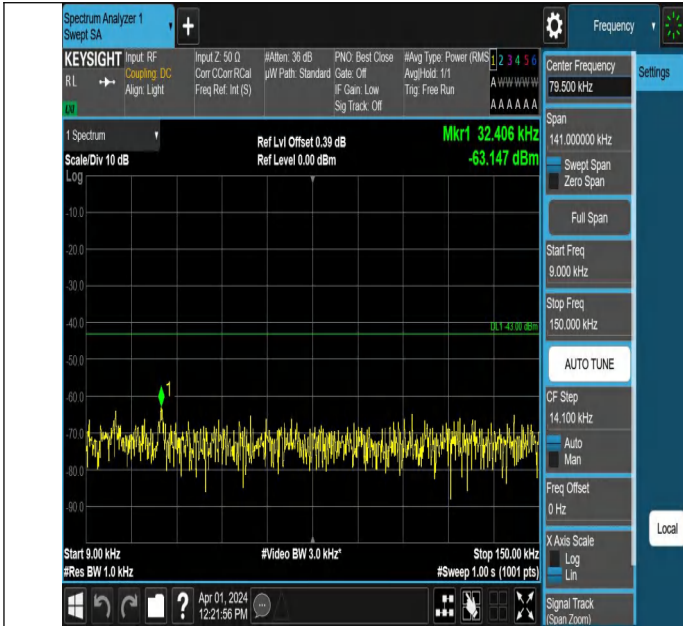 Spectrum Analyzer 1
Swept SA
+
Frequency
KEYSIGHT
RL
Input: RF
Coupling: DC
Align: Light
Input Z: 50 Ω
Corr CCorr RCal
Freq Ref: Int (S)
#Atten: 36 dB
µW Path: Standard
PNO: Best Close
Gate: Off
IF Gain: Low
Sig Track: Off
#Avg Type: Power (RMS
Avg|Hold: 1/1
Trig: Free Run
1 2 3 4 5 6
A W W W W W
A A A A A A
Center Frequency
79.500 kHz
Settings
Span
141.000000 kHz
Swept Span
Zero Span
Full Span
Start Freq
9.000 kHz
Stop Freq
150.000 kHz
AUTO TUNE
CF Step
14.100 kHz
Auto
Man
Freq Offset
0 Hz
X Axis Scale
Log
Lin
Signal Track
(Span Zoom)
Local
1 Spectrum
Scale/Div 10 dB
Log
Ref Lvl Offset 0.39 dB
Ref Level 0.00 dBm
Mkr1 32.406 kHz
-63.147 dBm
-10.0
-20.0
-30.0
-40.0
DL1 -43.00 dBm
-50.0
-60.0
1
-70.0
-80.0
-90.0
Start 9.00 kHz
#Res BW 1.0 kHz
#Video BW 3.0 kHz*
Stop 150.00 kHz
#Sweep 1.00 s (1001 pts)
?
Apr 01, 2024
12:21:56 PM